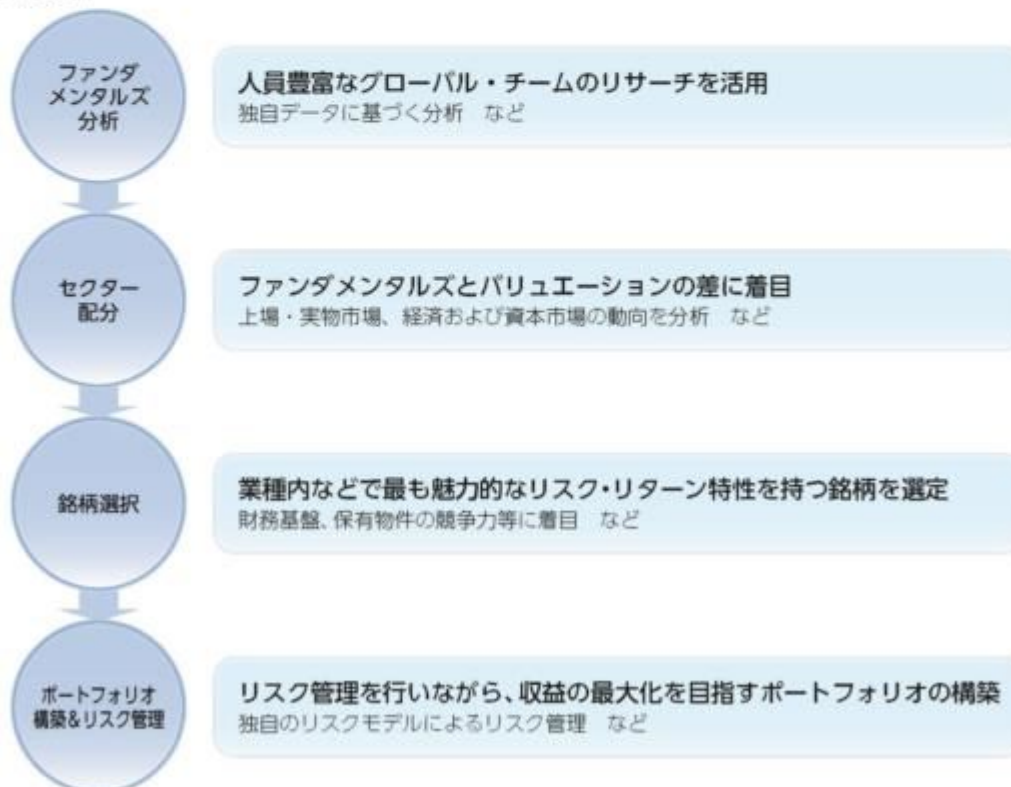 ファンダ
メンタルズ
分析
人員豊富なグローバル・チームのリサーチを活用
独自データに基づく分析　など
セクター
配分
ファンダメンタルズとバリュエーションの差に着目
上場・実物市場、経済および資本市場の動向を分析　など
銘柄選択
業種内などで最も魅力的なリスク・リターン特性を持つ銘柄を選定
財務基盤、保有物件の競争力等に着目　など
ポートフォリオ
構築&リスク管理
リスク管理を行いながら、収益の最大化を目指すポートフォリオの構築
独自のリスクモデルによるリスク管理　など